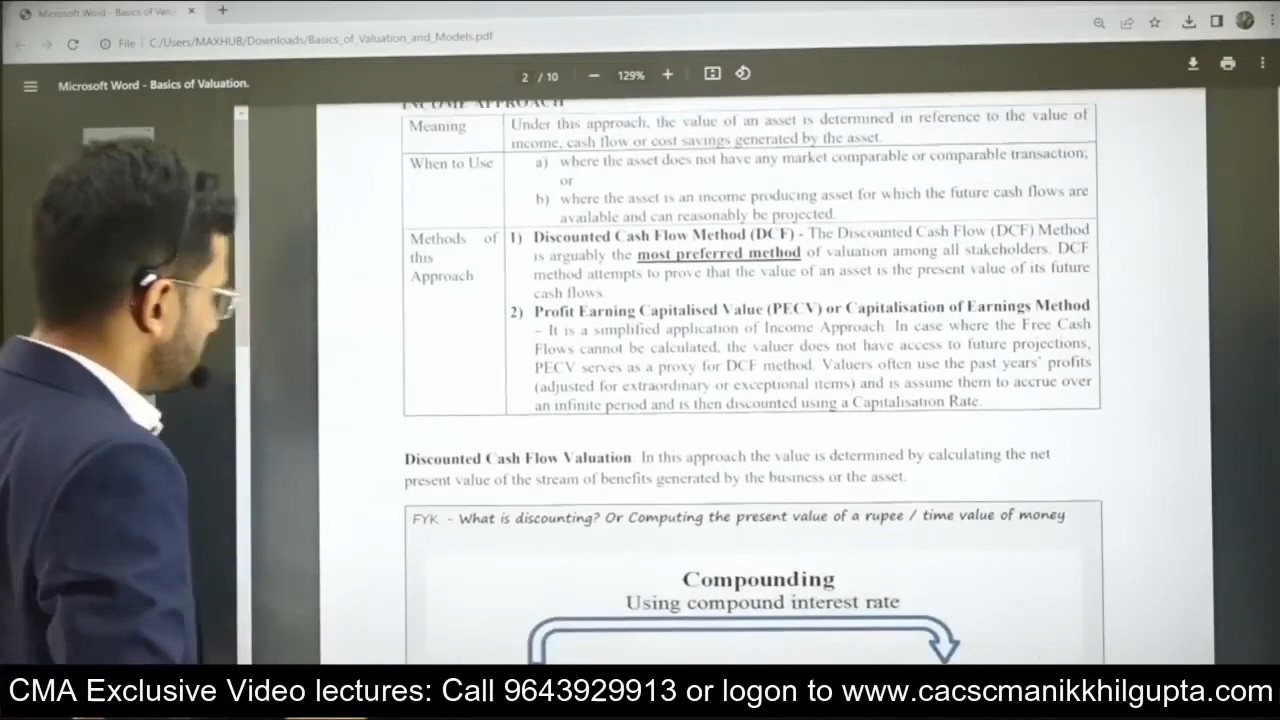 Microsoft Word - Basics of Valu
File | C:/Users/MAXHUB/Downloads/Basics_of_Valuation_and_Models.pdf
Microsoft Word - Basics of Valuation.
2 / 10
129%
INCOME APPROACH
Meaning
Under this approach, the value of an asset is determined in reference to the value of
income, cash flow or cost savings generated by the asset.
When to Use
a) where the asset does not have any market comparable or comparable transaction;
or
b) where the asset is an income producing asset for which the future cash flows are
available and can reasonably be projected.
Methods of
this
Approach
1) Discounted Cash Flow Method (DCF) - The Discounted Cash Flow (DCF) Method
is arguably the most preferred method of valuation among all stakeholders. DCF
method attempts to prove that the value of an asset is the present value of its future
cash flows.
2) Profit Earning Capitalised Value (PECV) or Capitalisation of Earnings Method
– It is a simplified application of Income Approach. In case where the Free Cash
Flows cannot be calculated, the valuer does not have access to future projections,
PECV serves as a proxy for DCF method. Valuers often use the past years' profits
(adjusted for extraordinary or exceptional items) and is assume them to accrue over
an infinite period and is then discounted using a Capitalisation Rate.
Discounted Cash Flow Valuation. In this approach the value is determined by calculating the net
present value of the stream of benefits generated by the business or the asset.
FYK - What is discounting? Or Computing the present value of a rupee / time value of money
Compounding
Using compound interest rate
CMA Exclusive Video lectures: Call 9643929913 or logon to www.cacscmanikkhilgupta.com